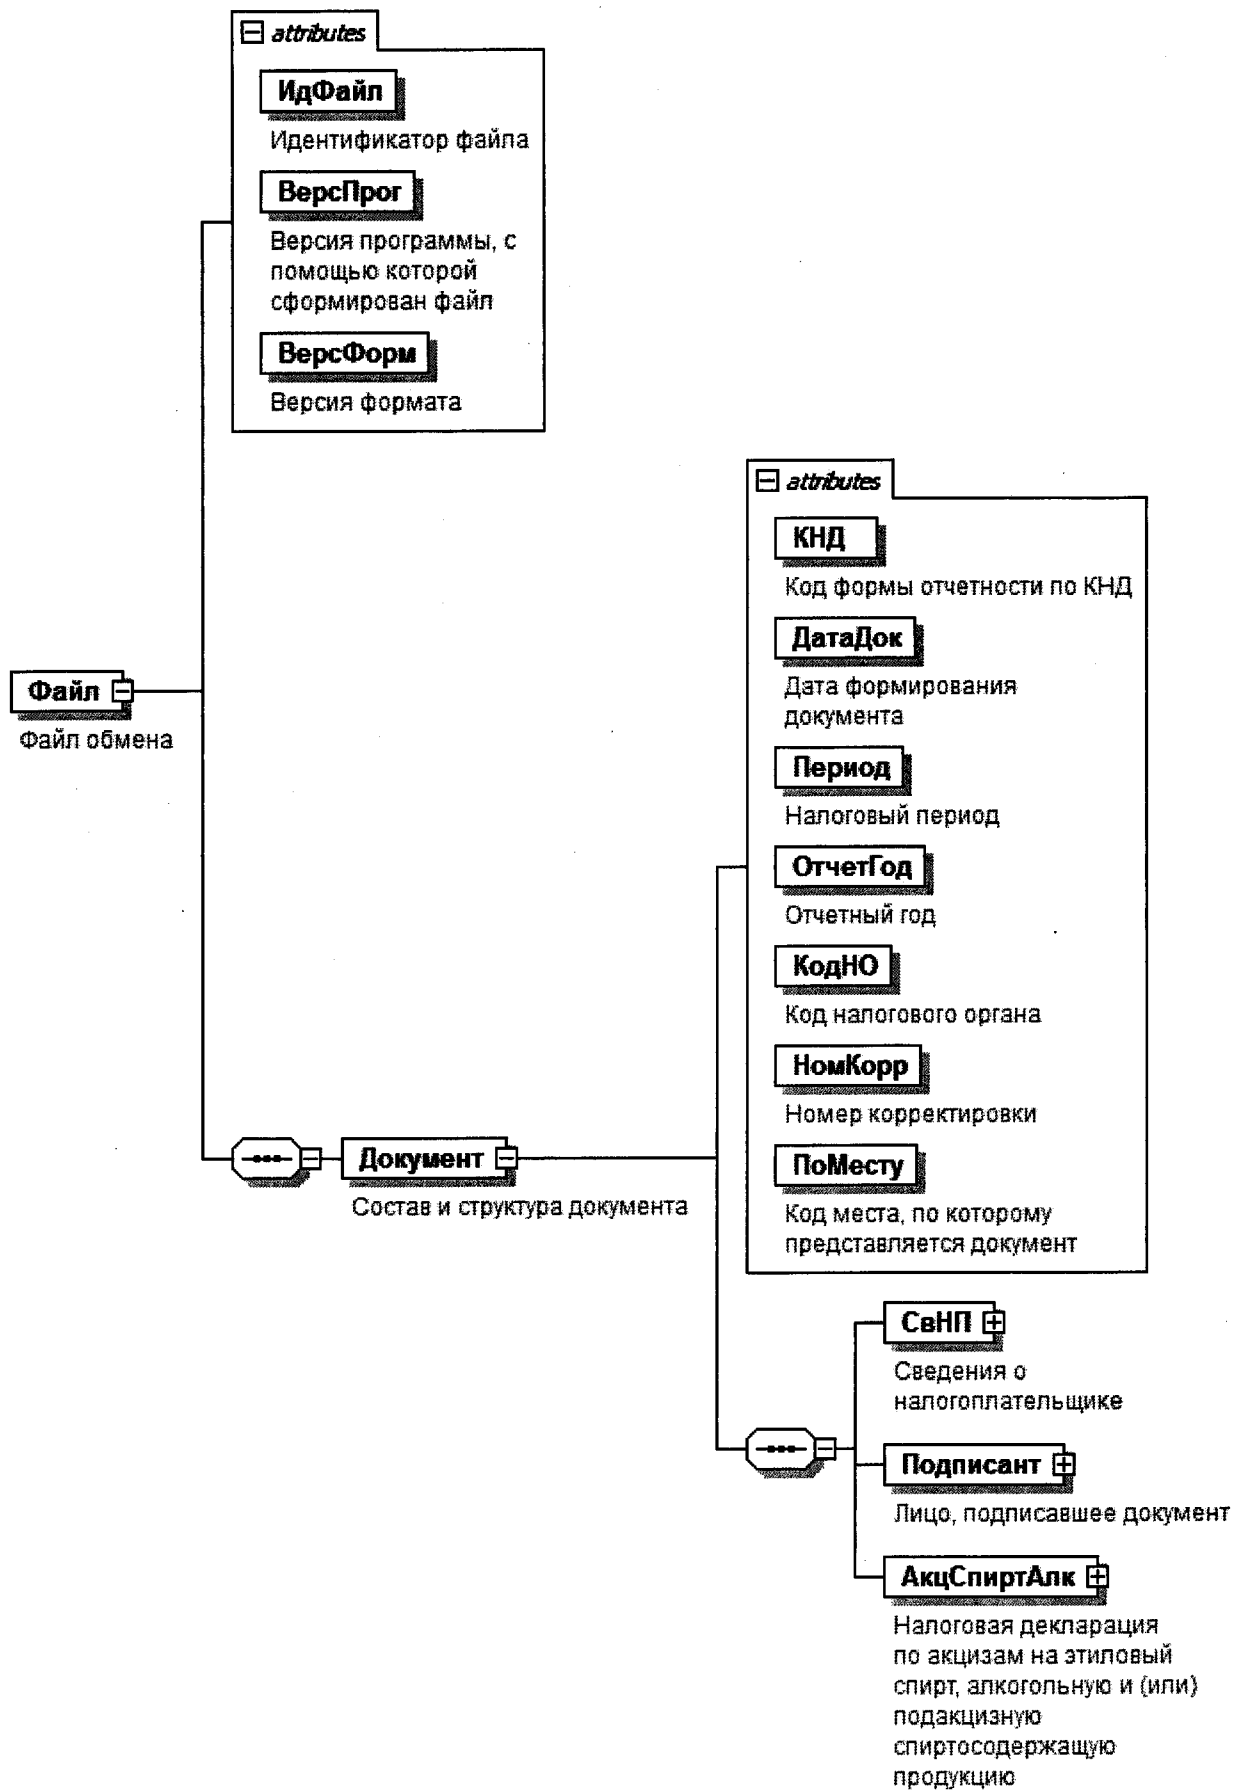 attributes
ИдФайл
Идентификатор файла
ВерсПрог
Версия программы, с
помощью которой
сформирован файл
ВерсФорм
Версия формата
Файл
Файл обмена
attributes
КНД
Код формы отчетности по КНД
ДатаДок
Дата формирования
документа
Период
Налоговый период
ОтчетГод
Отчетный год
КодНО
Код налогового органа
НомКорр
Номер корректировки
ПоМесту
Код места, по которому
представляется документ
Документ
Состав и структура документа
СвНП
Сведения о
налогоплательщике
Подписант
Лицо, подписавшее документ
АкцСпиртАлк
Налоговая декларация
по акцизам на этиловый
спирт, алкогольную и (или)
подакцизную
спиртосодержащую
продукцию